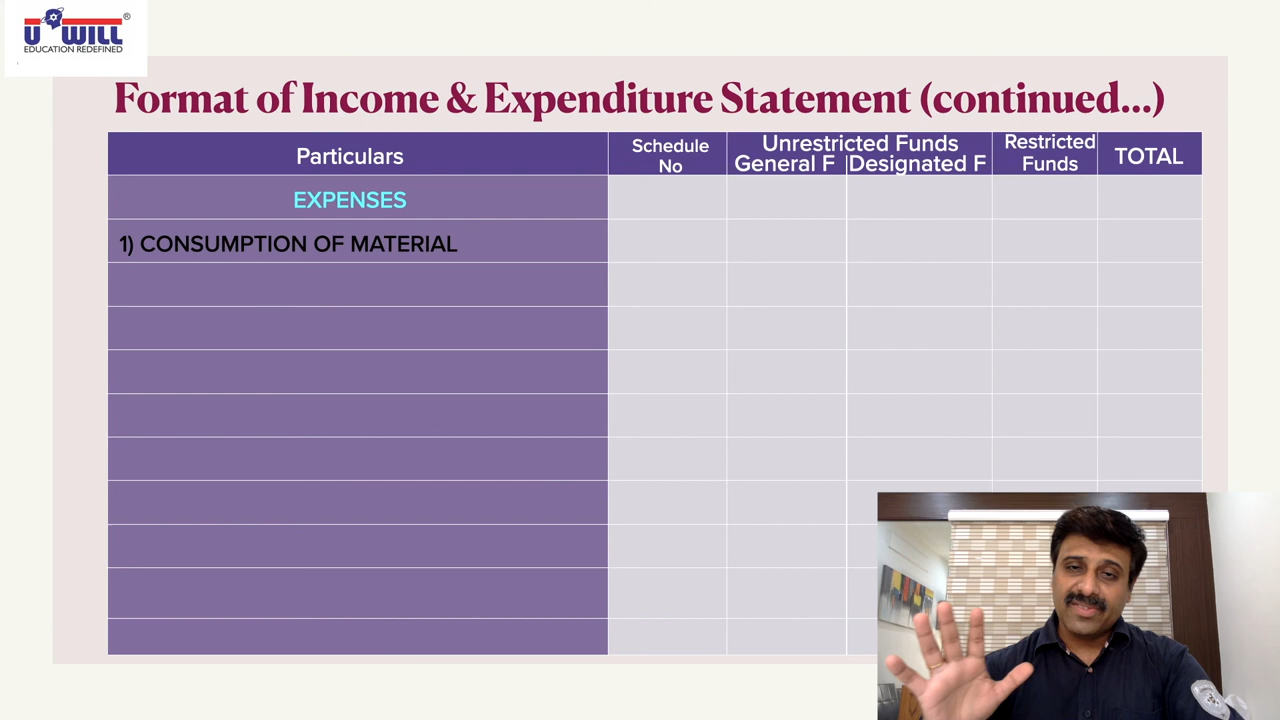 U WILL®
EDUCATION REDEFINED
Format of Income & Expenditure Statement (continued...)
Particulars
Schedule
No
Unrestricted Funds
General F
Designated F
Restricted
Funds
TOTAL
EXPENSES
1) CONSUMPTION OF MATERIAL